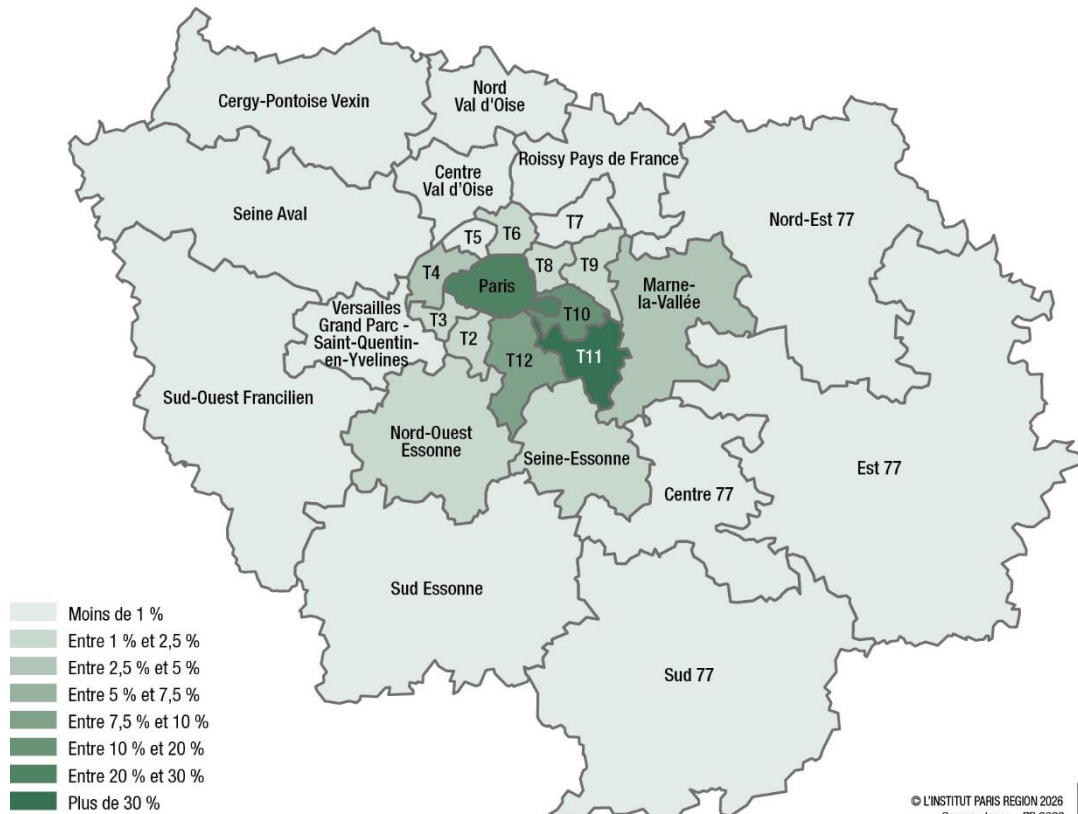 Cergy-Pontoise Vexin
Nord
Val d'Oise
Roissy Pays de France
Centre
Val d'Oise
Seine Aval
Nord-Est 77
T7
T6
T5
T8
T9
T4
Paris
Marne-
la-Vallée
Versailles
Grand Parc -
Saint-Quentin-
en-Yvelines
T3
T10
T2
T12
T11
Sud-Ouest Francilien
Nord-Ouest
Essonne
Seine-Essonne
Est 77
Centre 77
Sud Essonne
Sud 77
Moins de 1 %
Entre 1 % et 2,5 %
Entre 2,5 % et 5 %
Entre 5 % et 7,5 %
Entre 7,5 % et 10 %
Entre 10 % et 20 %
Entre 20 % et 30 %
Plus de 30 %
© L'INSTITUT PARIS REGION 2026